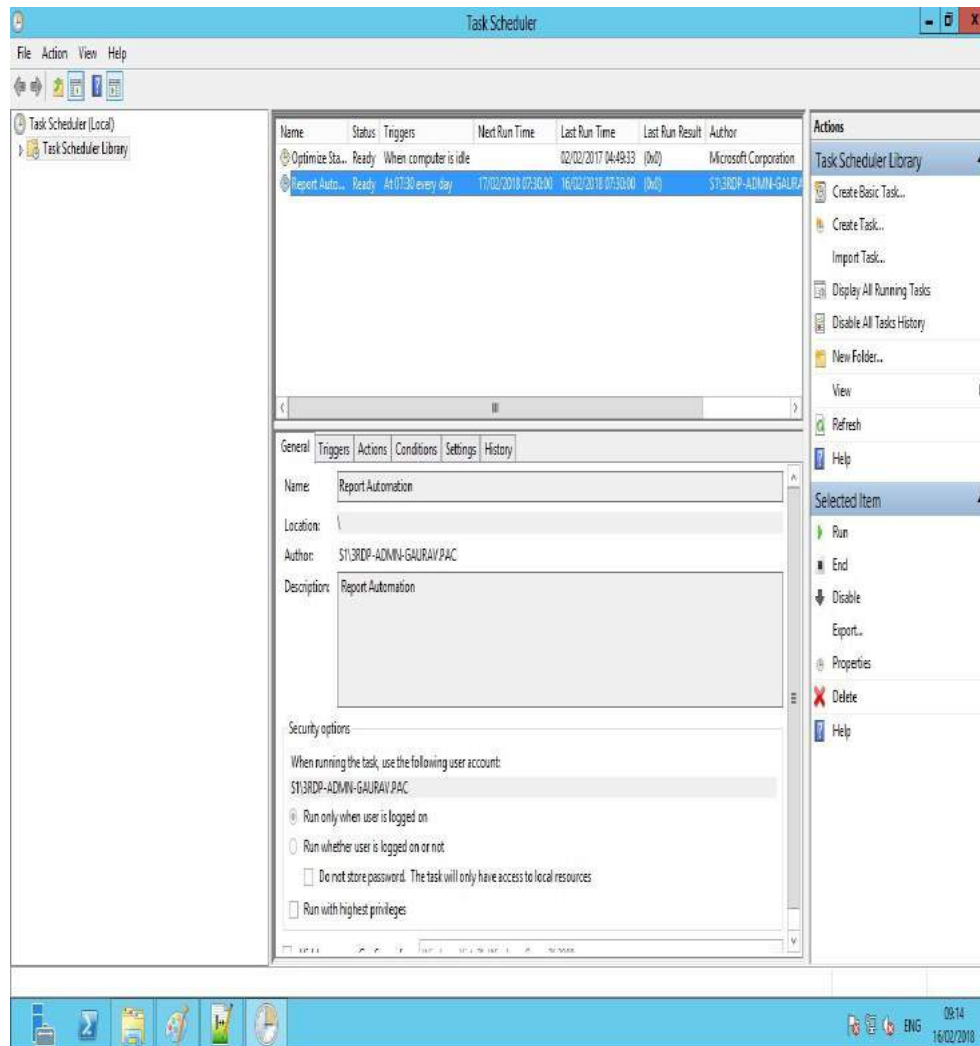 Task Scheduler
File Action View Help
Task Scheduler (Local)
Task Scheduler Library
Name Status Triggers Next Run Time Last Run Time Last Run Result Author
Optimize Sta... Ready When computer is idle 02/02/2017 04:49:33 (0x0) Microsoft Corporation
Report Auto... Ready At 07:30 every day 17/02/2018 07:30:00 16/02/2018 07:30:00 (0x0) S1\3RDP-ADMN-GAURA
General Triggers Actions Conditions Settings History
Name: Report Automation
Location: \
Author: S1\3RDP-ADMN-GAURAV.PAC
Description: Report Automation
Security options
When running the task, use the following user account:
S1\3RDP-ADMN-GAURAV.PAC
Run only when user is logged on
Run whether user is logged on or not
Do not store password. The task will only have access to local resources
Run with highest privileges
Actions
Task Scheduler Library
Create Basic Task...
Create Task...
Import Task...
Display All Running Tasks
Disable All Tasks History
New Folder...
View
Refresh
Help
Selected Item
Run
End
Disable
Export...
Properties
Delete
Help
ENG
09:14
16/02/2018